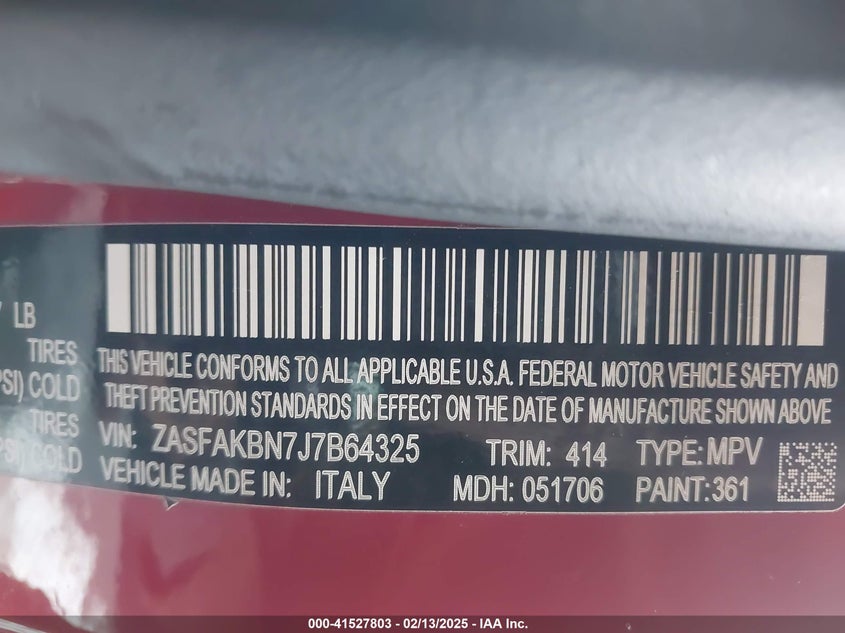 LB
TIRES
PSI) COLD
TIRES
PSI) COLD
THIS VEHICLE CONFORMS TO ALL APPLICABLE U.S.A. FEDERAL MOTOR VEHICLE SAFETY AND
THEFT PREVENTION STANDARDS IN EFFECT ON THE DATE OF MANUFACTURE SHOWN ABOVE
VIN: ZASFAKBN7J7B64325 TRIM: 414 TYPE: MPV
VEHICLE MADE IN: ITALY MDH: 051706 PAINT: 361
000-41527803 - 02/13/2025 - IAA Inc.